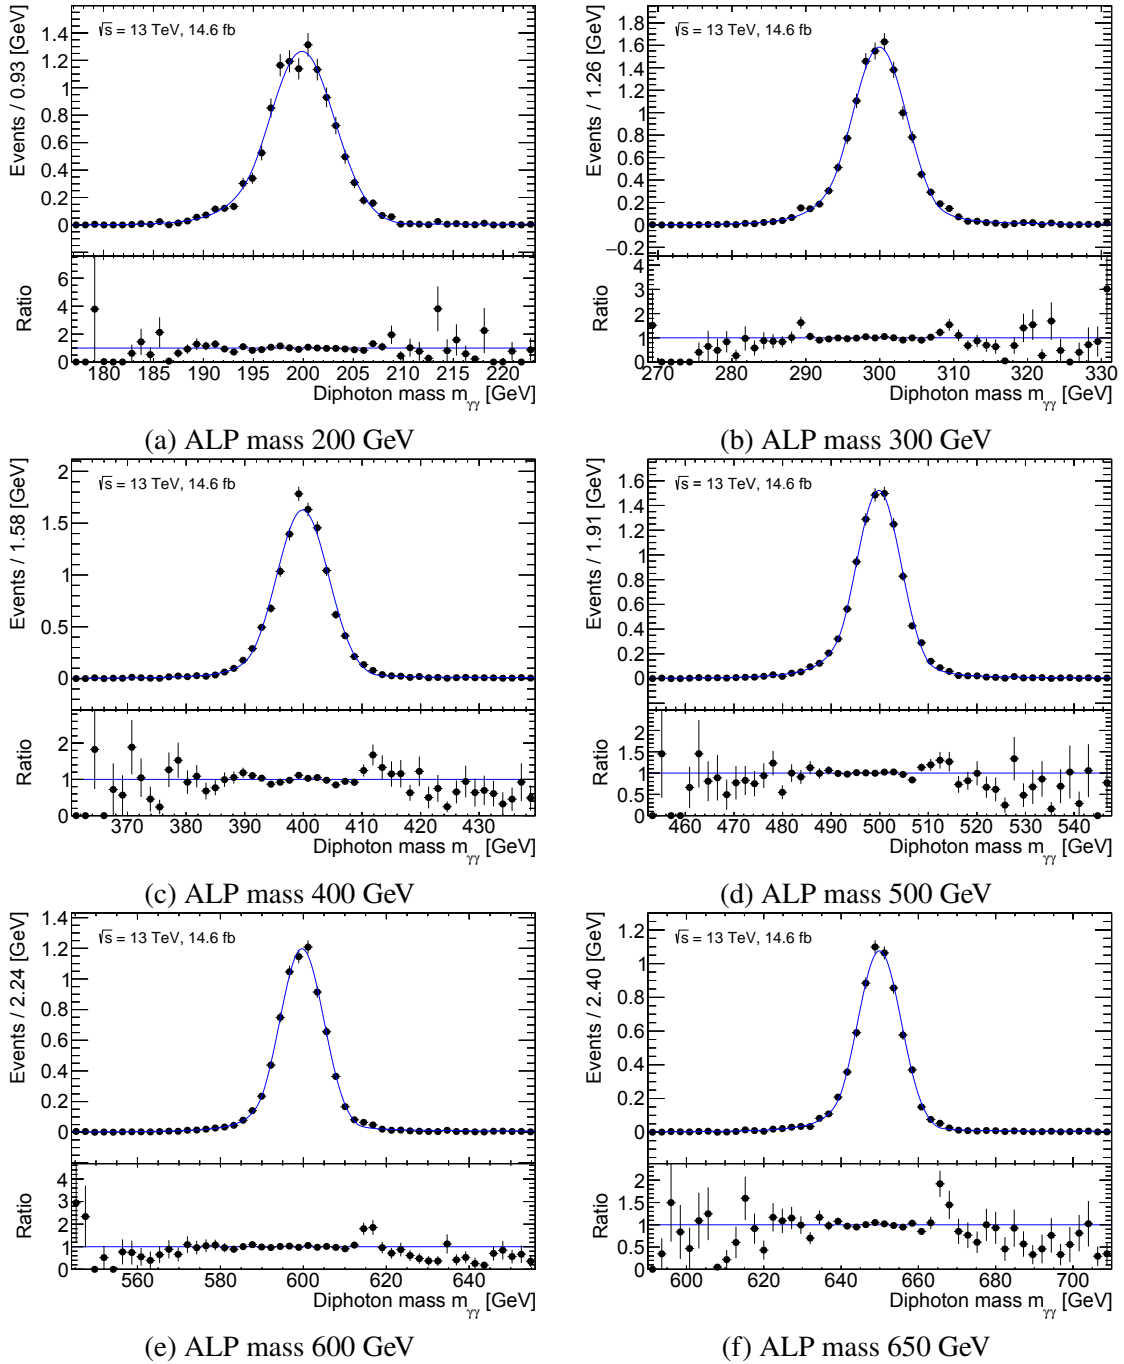 √s = 13 TeV, 14.6 fb
Events / 0.93 [GeV]
1.4
1.2
1
0.8
0.6
0.4
0.2
0
Ratio
6
4
2
0
180 185 190 195 200 205 210 215 220
Diphoton mass mγγ [GeV]
(a) ALP mass 200 GeV
√s = 13 TeV, 14.6 fb
Events / 1.26 [GeV]
1.8
1.6
1.4
1.2
1
0.8
0.6
0.4
0.2
0
−0.2
Ratio
4
3
2
1
0
270 280 290 300 310 320 330
Diphoton mass mγγ [GeV]
(b) ALP mass 300 GeV
√s = 13 TeV, 14.6 fb
Events / 1.58 [GeV]
2
1.5
1
0.5
0
Ratio
2
1
0
370 380 390 400 410 420 430
Diphoton mass mγγ [GeV]
(c) ALP mass 400 GeV
√s = 13 TeV, 14.6 fb
Events / 1.91 [GeV]
1.6
1.4
1.2
1
0.8
0.6
0.4
0.2
0
Ratio
2
1.5
1
0.5
0
460 470 480 490 500 510 520 530 540
Diphoton mass mγγ [GeV]
(d) ALP mass 500 GeV
√s = 13 TeV, 14.6 fb
Events / 2.24 [GeV]
1.4
1.2
1
0.8
0.6
0.4
0.2
0
Ratio
4
3
2
1
0
560 580 600 620 640
Diphoton mass mγγ [GeV]
(e) ALP mass 600 GeV
√s = 13 TeV, 14.6 fb
Events / 2.40 [GeV]
1.2
1
0.8
0.6
0.4
0.2
0
Ratio
2
1.5
1
0.5
0
600 620 640 660 680 700
Diphoton mass mγγ [GeV]
(f) ALP mass 650 GeV